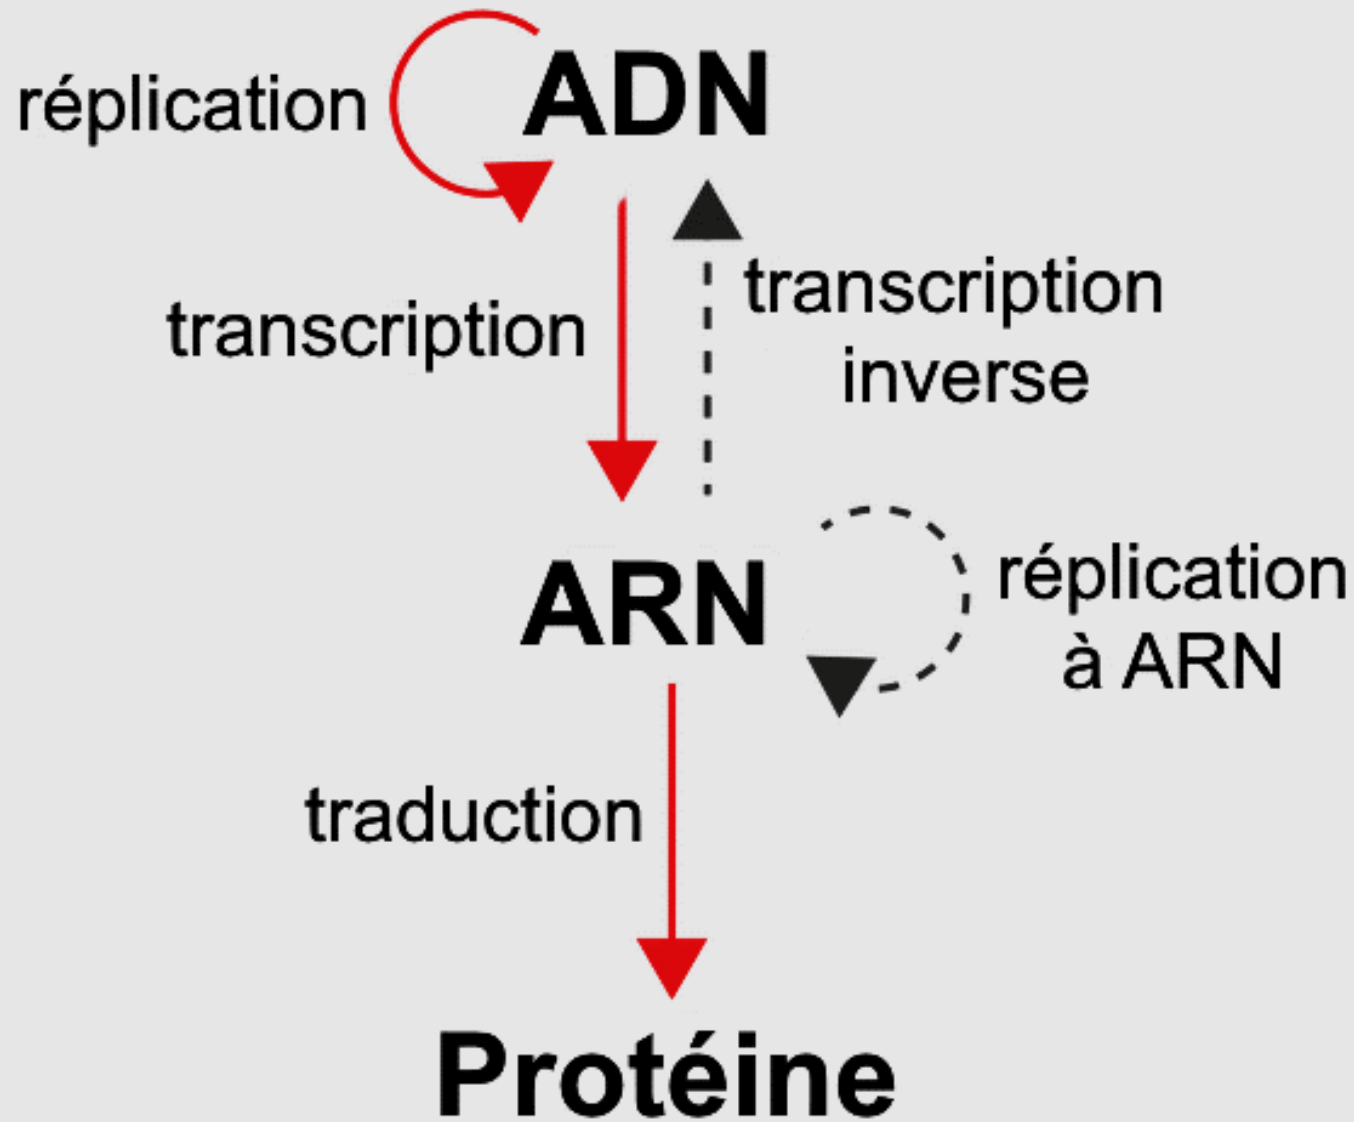 ADN
réplication
transcription
transcription
inverse
ARN
réplication
à ARN
traduction
Protéine